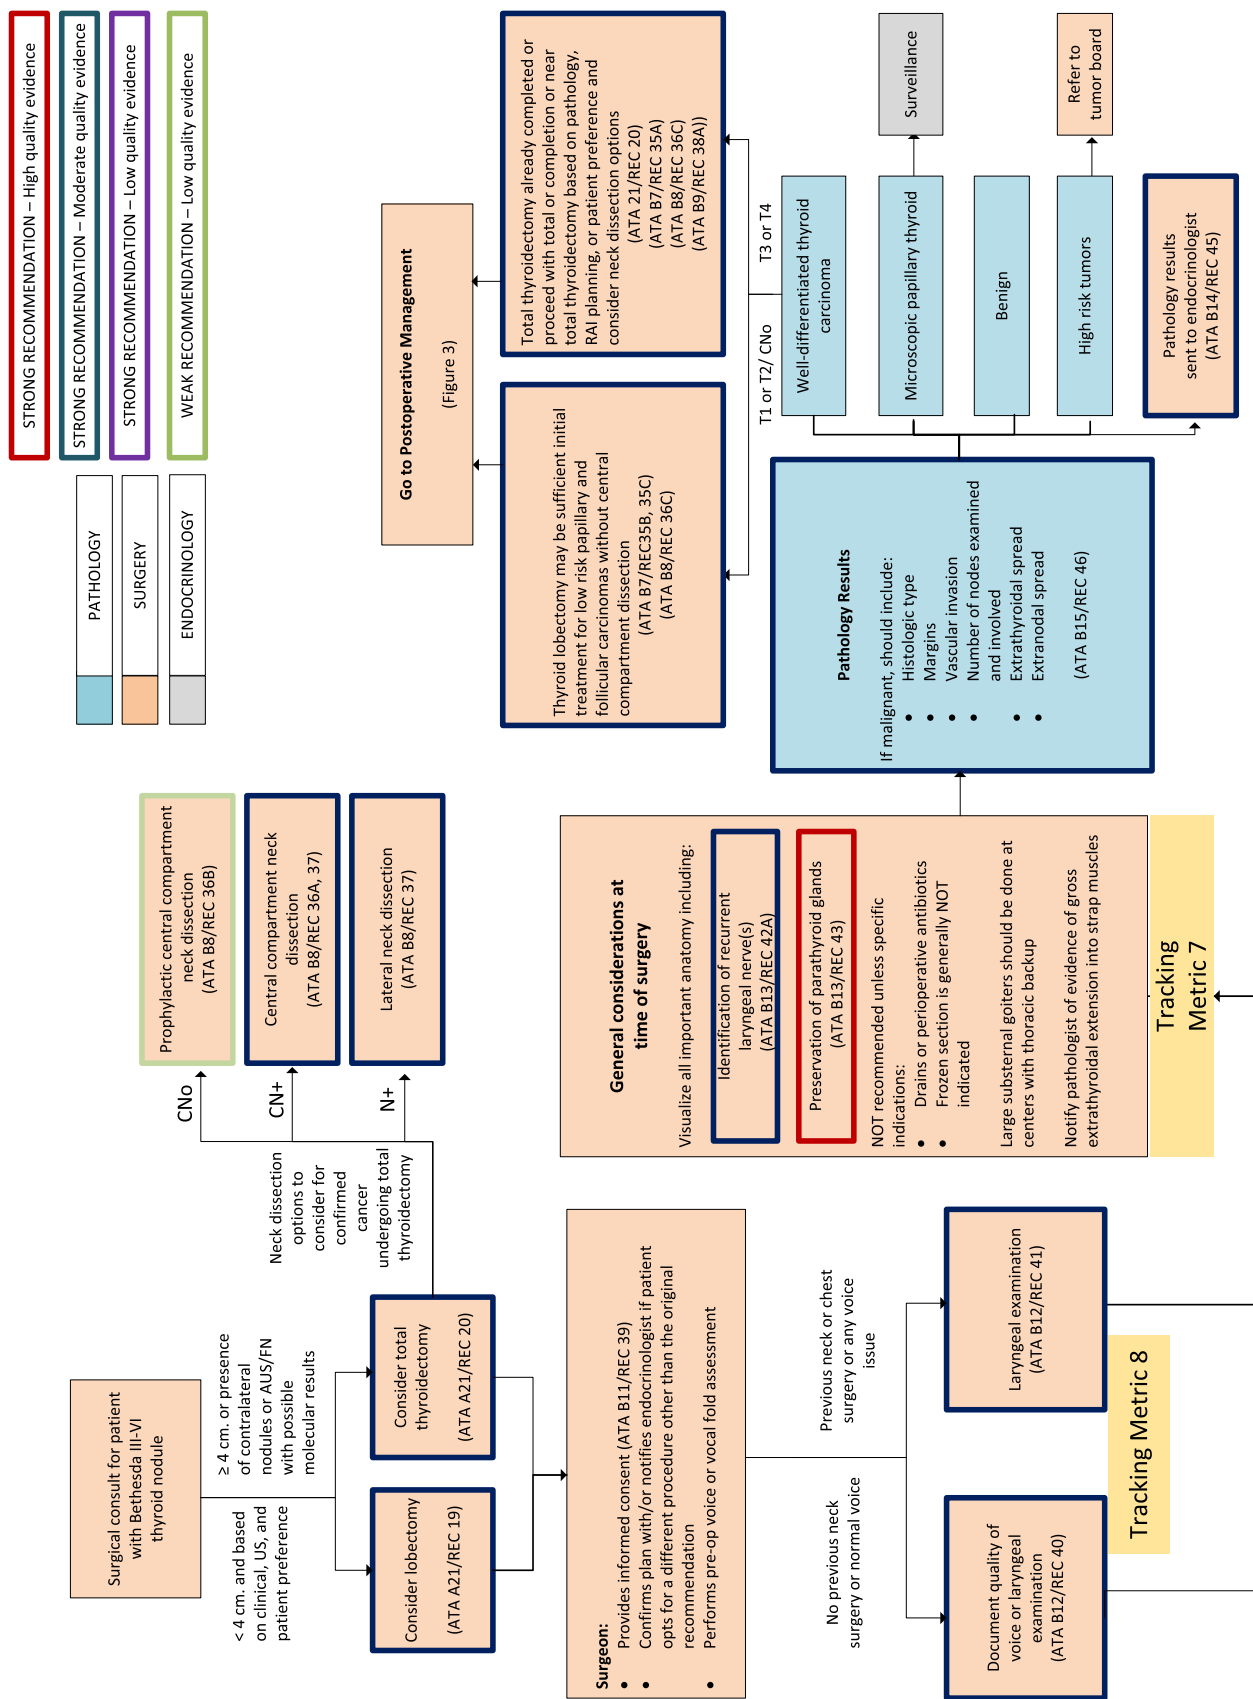 Surgical consult for patient
with Bethesda III-VI
thyroid nodule
< 4 cm. and based
on clinical, US, and
patient preference
≥ 4 cm. or presence
of contralateral
nodules or AUS/FN
with possible
molecular results
Consider lobectomy
(ATA A21/REC 19)
Consider total
thyroidectomy
(ATA A21/REC 20)
Neck dissection
options to
consider for
confirmed
cancer
undergoing total
thyroidectomy
CNo
CN+
N+
Prophylactic central compartment
neck dissection
(ATA B8/REC 36B)
Central compartment neck
dissection
(ATA B8/REC 36A, 37)
Lateral neck dissection
(ATA B8/REC 37)
PATHOLOGY
SURGERY
ENDOCRINOLOGY
STRONG RECOMMENDATION – High quality evidence
STRONG RECOMMENDATION – Moderate quality evidence
STRONG RECOMMENDATION – Low quality evidence
WEAK RECOMMENDATION – Low quality evidence
Surgeon:
• Provides informed consent (ATA B11/REC 39)
• Confirms plan with/or notifies endocrinologist if patient
opts for a different procedure other than the original
recommendation
• Performs pre-op voice or vocal fold assessment
No previous neck
surgery or normal voice
Previous neck or chest
surgery or any voice
issue
Document quality of
voice or laryngeal
examination
(ATA B12/REC 40)
Laryngeal examination
(ATA B12/REC 41)
Tracking Metric 8
General considerations at
time of surgery
Visualize all important anatomy including:
Identification of recurrent
laryngeal nerve(s)
(ATA B13/REC 42A)
Preservation of parathyroid glands
(ATA B13/REC 43)
NOT recommended unless specific
indications:
• Drains or perioperative antibiotics
• Frozen section is generally NOT
indicated
Large substernal goiters should be done at
centers with thoracic backup
Notify pathologist of evidence of gross
extrathyroidal extension into strap muscles
Tracking
Metric 7
Pathology Results
If malignant, should include:
• Histologic type
• Margins
• Vascular invasion
• Number of nodes examined
and involved
• Extrathyroidal spread
• Extranodal spread
(ATA B15/REC 46)
Well-differentiated thyroid
carcinoma
Microscopic papillary thyroid
Benign
High risk tumors
Pathology results
sent to endocrinologist
(ATA B14/REC 45)
Surveillance
Refer to
tumor board
T1 or T2/ CNo
T3 or T4
Thyroid lobectomy may be sufficient initial
treatment for low risk papillary and
follicular carcinomas without central
compartment dissection
(ATA B7/REC35B, 35C)
(ATA B8/REC 36C)
Total thyroidectomy already completed or
proceed with total or completion or near
total thyroidectomy based on pathology,
RAI planning, or patient preference and
consider neck dissection options
(ATA 21/REC 20)
(ATA B7/REC 35A)
(ATA B8/REC 36C)
(ATA B9/REC 38A))
Go to Postoperative Management
(Figure 3)